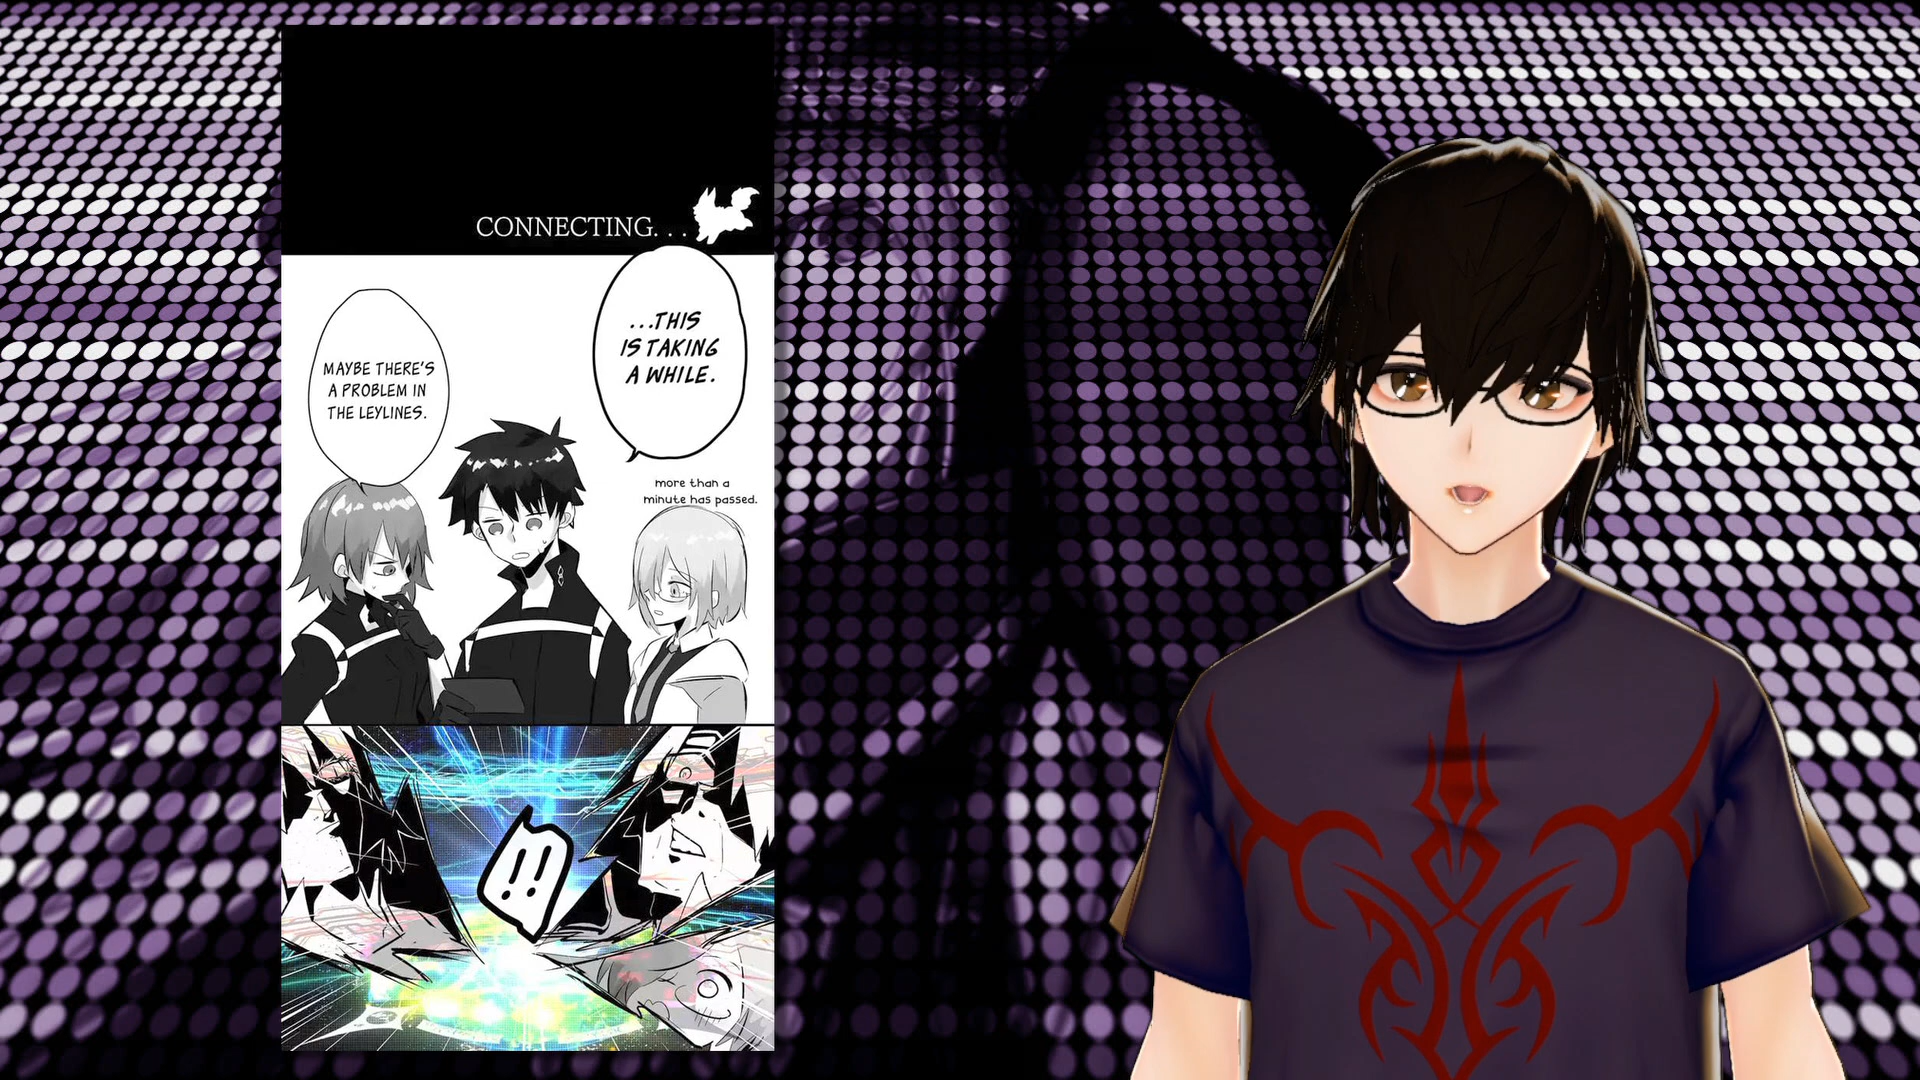 CONNECTING...
...THIS
IS TAKING
A WHILE.
MAYBE THERE'S
A PROBLEM IN
THE LEYLINES.
more than a
minute has passed.
!!